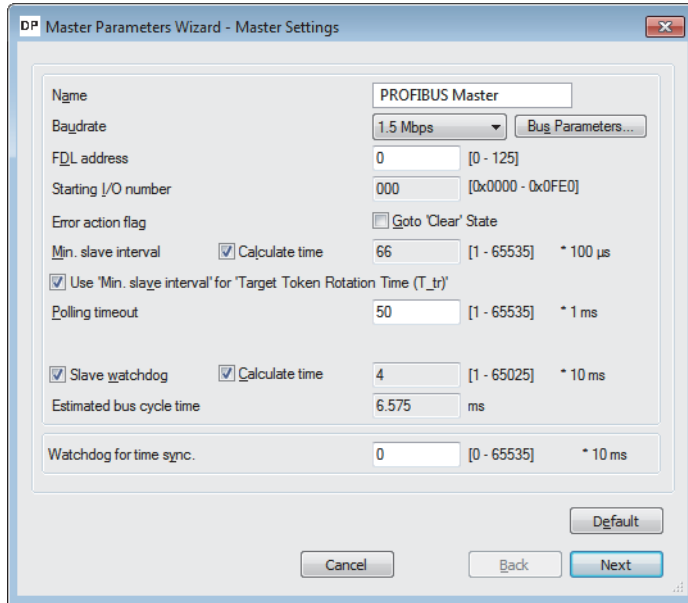 DP Master Parameters Wizard - Master Settings
Name PROFIBUS Master
Baudrate 1.5 Mbps Bus Parameters...
FDL address 0 [0 - 125]
Starting I/O number 000 [0x0000 - 0x0FE0]
Error action flag Goto 'Clear' State
Min. slave interval Calculate time 66 [1 - 65535] * 100 µs
Use 'Min. slave interval' for 'Target Token Rotation Time (T_tr)'
Polling timeout 50 [1 - 65535] * 1 ms
Slave watchdog Calculate time 4 [1 - 65025] * 10 ms
Estimated bus cycle time 6.575 ms
Watchdog for time sync. 0 [0 - 65535] * 10 ms
Default
Cancel Back Next